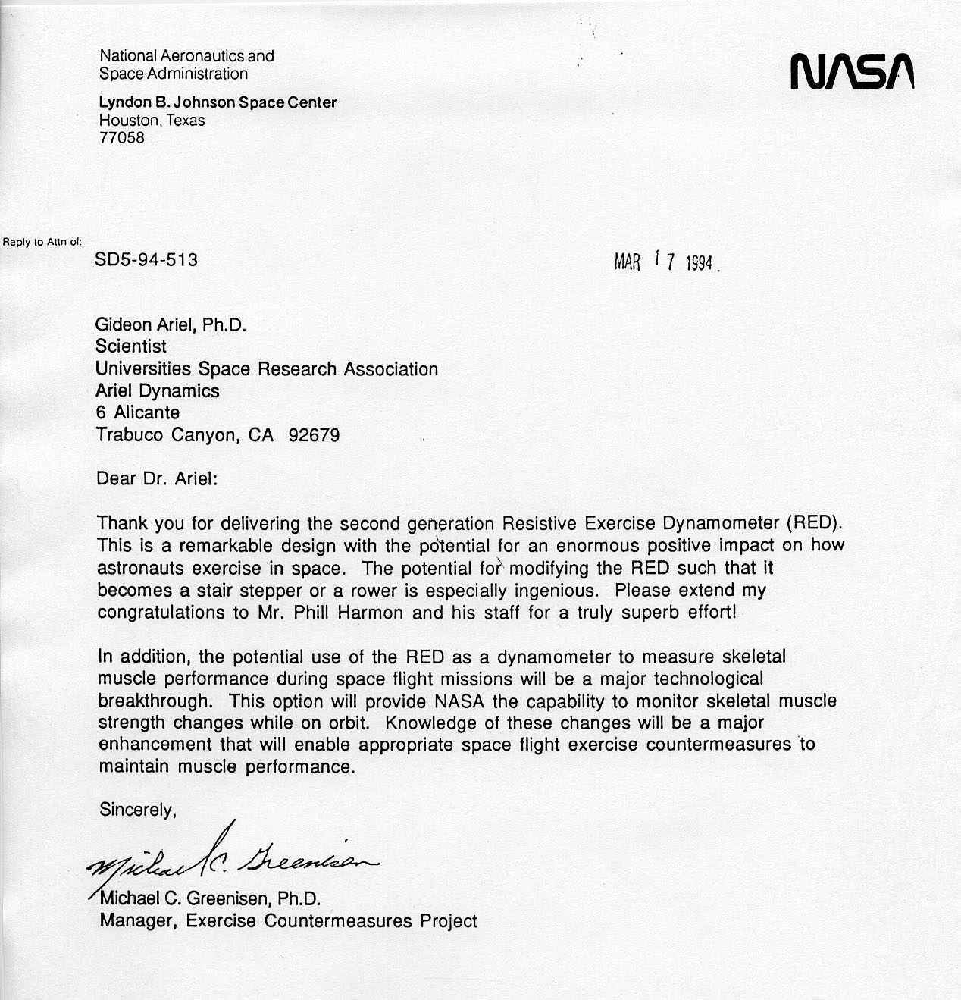 National Aeronautics and
Space Administration
Lyndon B. Johnson Space Center
Houston, Texas
77058
NASA
Reply to Attn of:
SD5-94-513
MAR 17 1994
Gideon Ariel, Ph.D.
Scientist
Universities Space Research Association
Ariel Dynamics
6 Alicante
Trabuco Canyon, CA 92679
Dear Dr. Ariel:
Thank you for delivering the second generation Resistive Exercise Dynamometer (RED).
This is a remarkable design with the potential for an enormous positive impact on how
astronauts exercise in space. The potential for modifying the RED such that it
becomes a stair stepper or a rower is especially ingenious. Please extend my
congratulations to Mr. Phill Harmon and his staff for a truly superb effort!
In addition, the potential use of the RED as a dynamometer to measure skeletal
muscle performance during space flight missions will be a major technological
breakthrough. This option will provide NASA the capability to monitor skeletal muscle
strength changes while on orbit. Knowledge of these changes will be a major
enhancement that will enable appropriate space flight exercise countermeasures to
maintain muscle performance.
Sincerely,
Michael C. Greenisen
Michael C. Greenisen, Ph.D.
Manager, Exercise Countermeasures Project